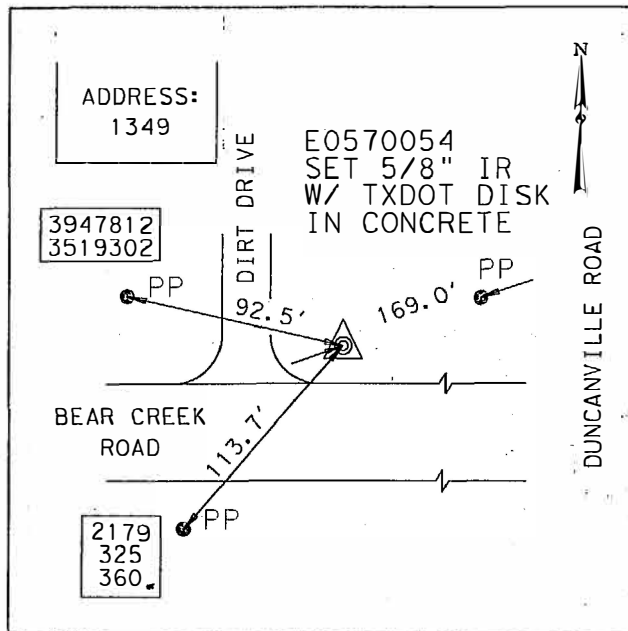 ADDRESS:
1349
N
E0570054
SET 5/8" IR
W/ TXDOT DISK
IN CONCRETE
DIRT DRIVE
3947812
3519302
PP
92.5'
169.0'
PP
DUNCANVILLE ROAD
BEAR CREEK
ROAD
113.7'
PP
2179
325
360